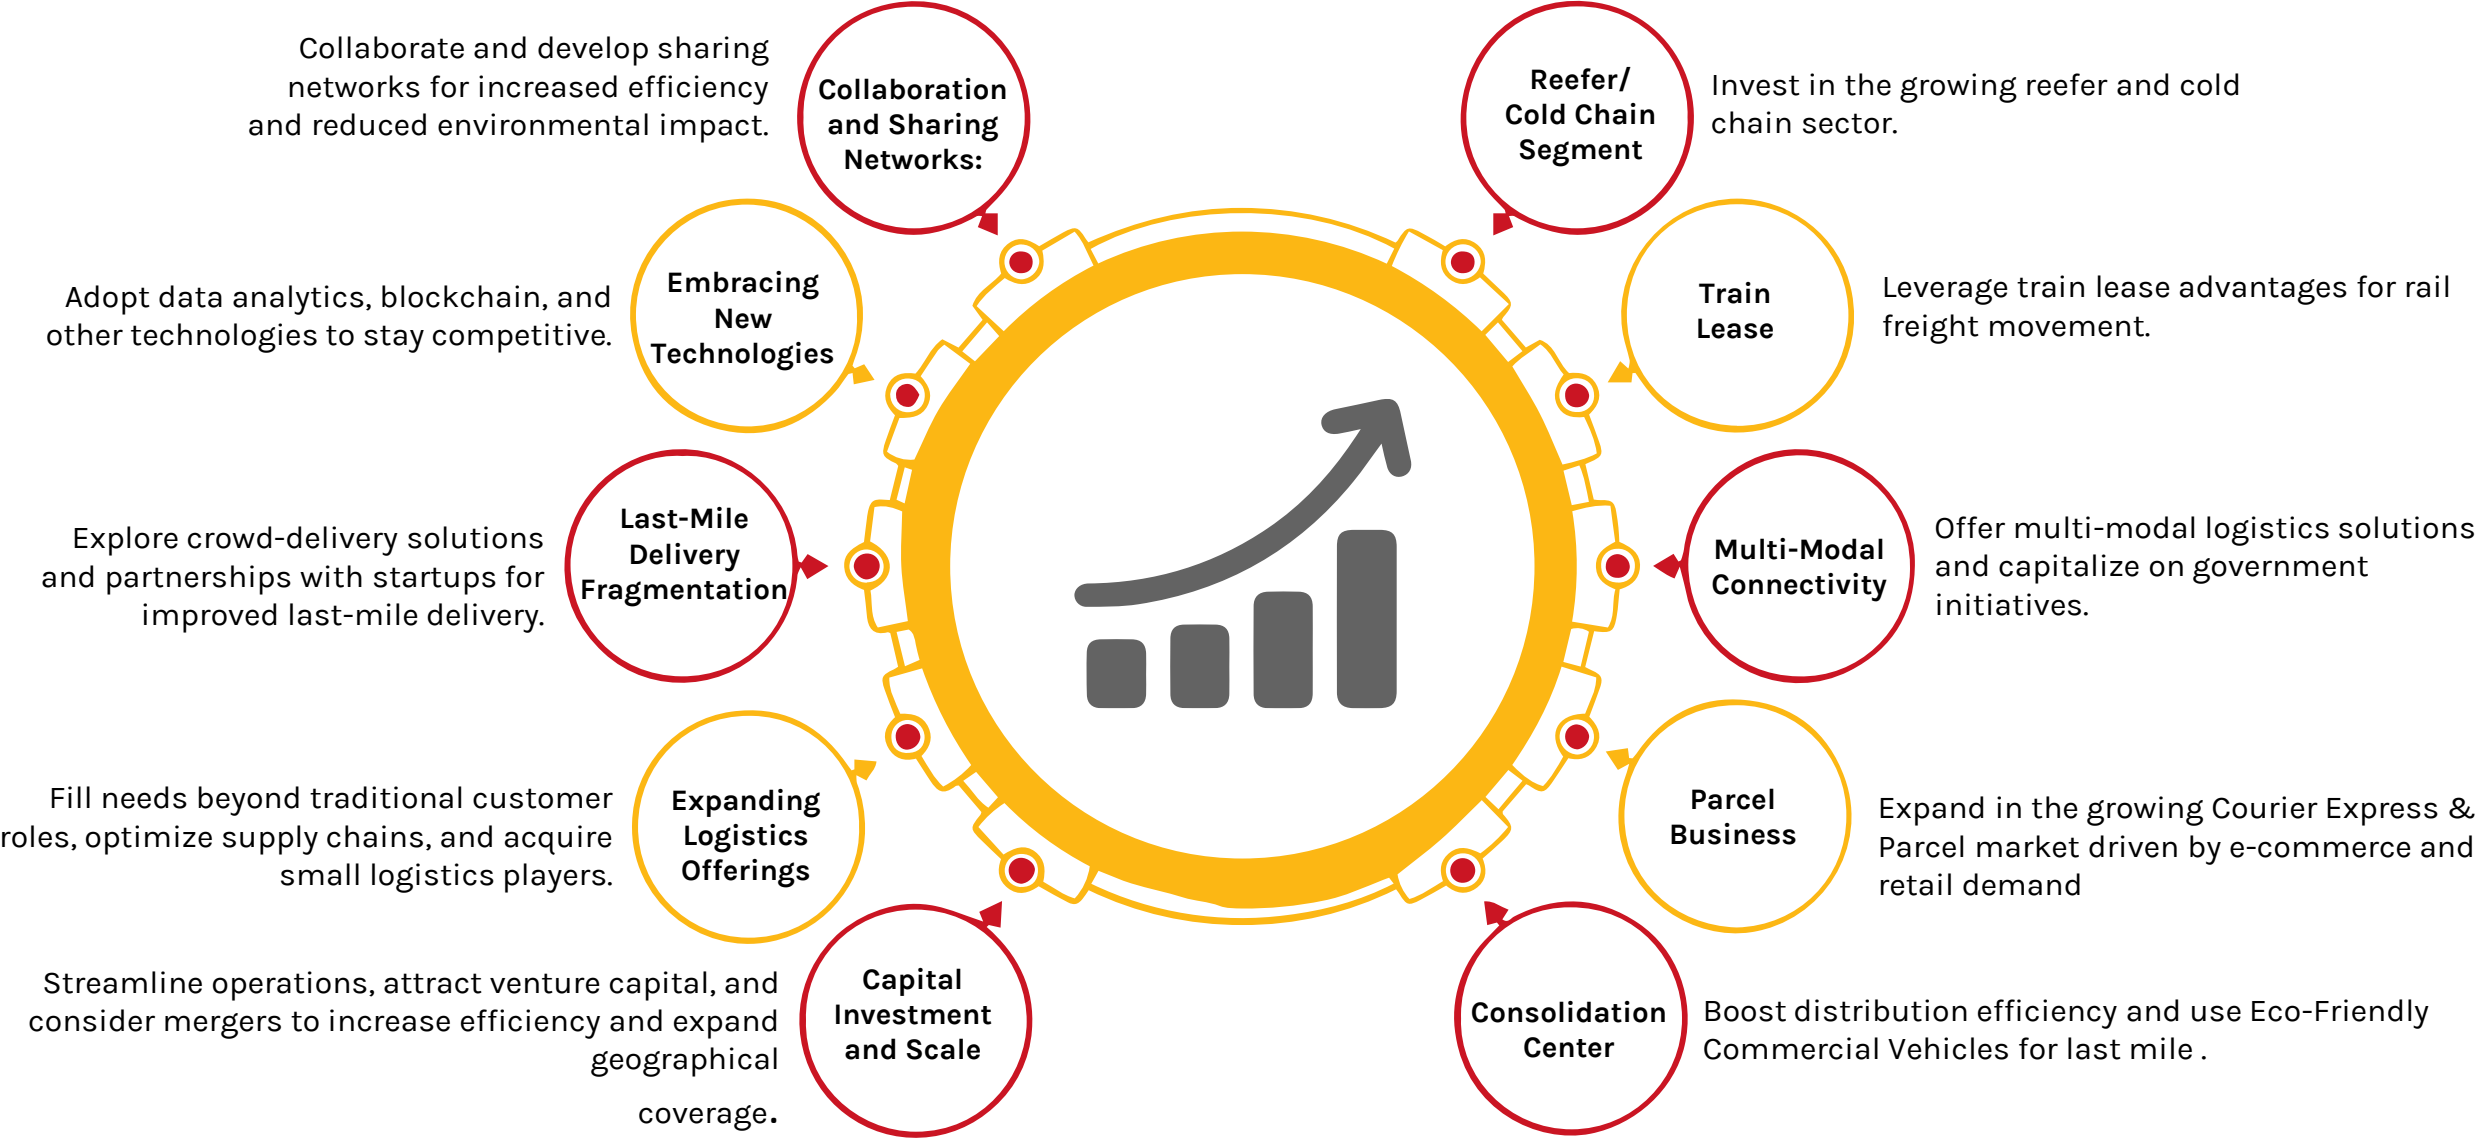 Collaborate and develop sharing
networks for increased efficiency
and reduced environmental impact.
Collaboration
and Sharing
Networks:
Embracing
New
Technologies
Adopt data analytics, blockchain, and
other technologies to stay competitive.
Last-Mile
Delivery
Fragmentation
Explore crowd-delivery solutions
and partnerships with startups for
improved last-mile delivery.
Expanding
Logistics
Offerings
Fill needs beyond traditional customer
roles, optimize supply chains, and acquire
small logistics players.
Capital
Investment
and Scale
Streamline operations, attract venture capital, and
consider mergers to increase efficiency and expand
geographical
coverage.
Reefer/
Cold Chain
Segment
Invest in the growing reefer and cold
chain sector.
Train
Lease
Leverage train lease advantages for rail
freight movement.
Multi-Modal
Connectivity
Offer multi-modal logistics solutions
and capitalize on government
initiatives.
Parcel
Business
Expand in the growing Courier Express &
Parcel market driven by e-commerce and
retail demand
Consolidation
Center
Boost distribution efficiency and use Eco-Friendly
Commercial Vehicles for last mile .